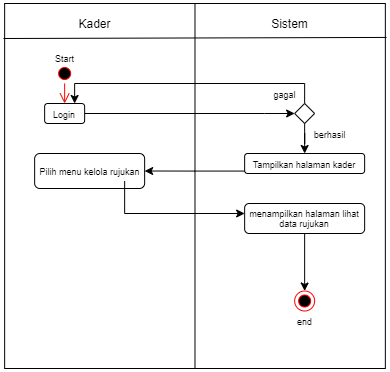 Kader
Sistem
Start
gagal
Login
berhasil
Tampilkan halaman kader
Pilih menu kelola rujukan
menampilkan halaman lihat
data rujukan
end